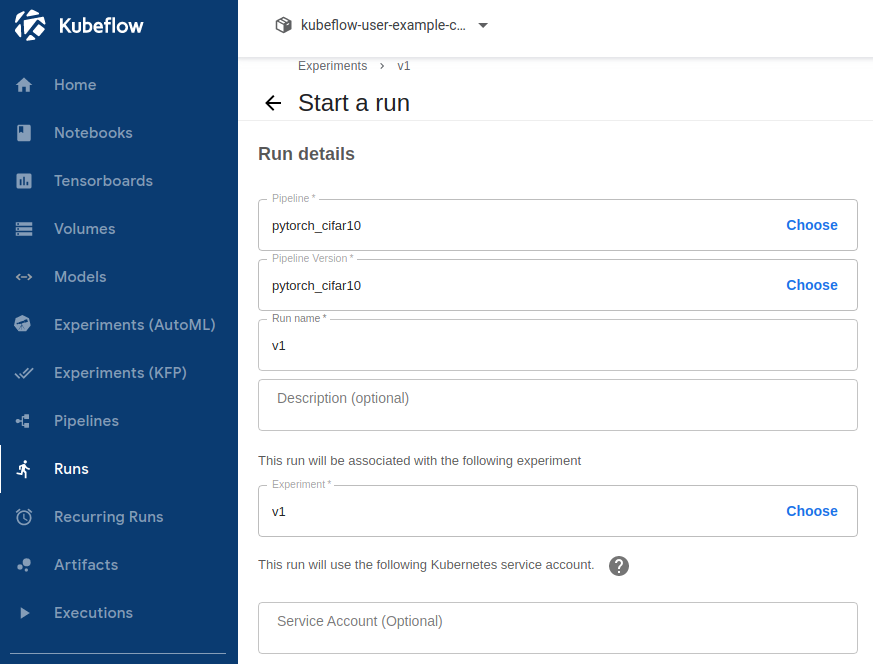 Kubeflow
Home
Notebooks
Tensorboards
Volumes
Models
Experiments (AutoML)
Experiments (KFP)
Pipelines
Runs
Recurring Runs
Artifacts
Executions
kubeflow-user-example-c...
Experiments > v1
Start a run
Run details
Pipeline *
pytorch_cifar10 Choose
Pipeline Version *
pytorch_cifar10 Choose
Run name *
v1
Description (optional)
This run will be associated with the following experiment
Experiment *
v1 Choose
This run will use the following Kubernetes service account. ?
Service Account (Optional)